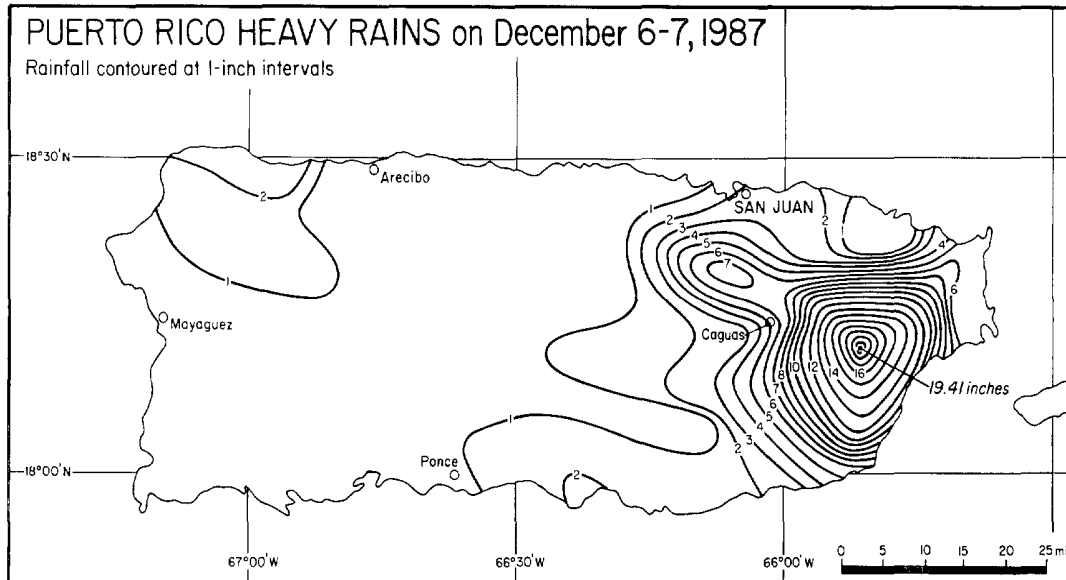 PUERTO RICO HEAVY RAINS on December 6-7, 1987
Rainfall contoured at 1-inch intervals
18°30'N
Arecibo
SAN JUAN
2
1
2
3
4
5
6
7
2
1
4
6
1
Mayaguez
Caguas
8
10
12
14
16
19.41 inches
7
6
5
4
3
2
1
Ponce
2
18°00'N
67°00'W
66°30'W
66°00'W
0 5 10 15 20 25 mi